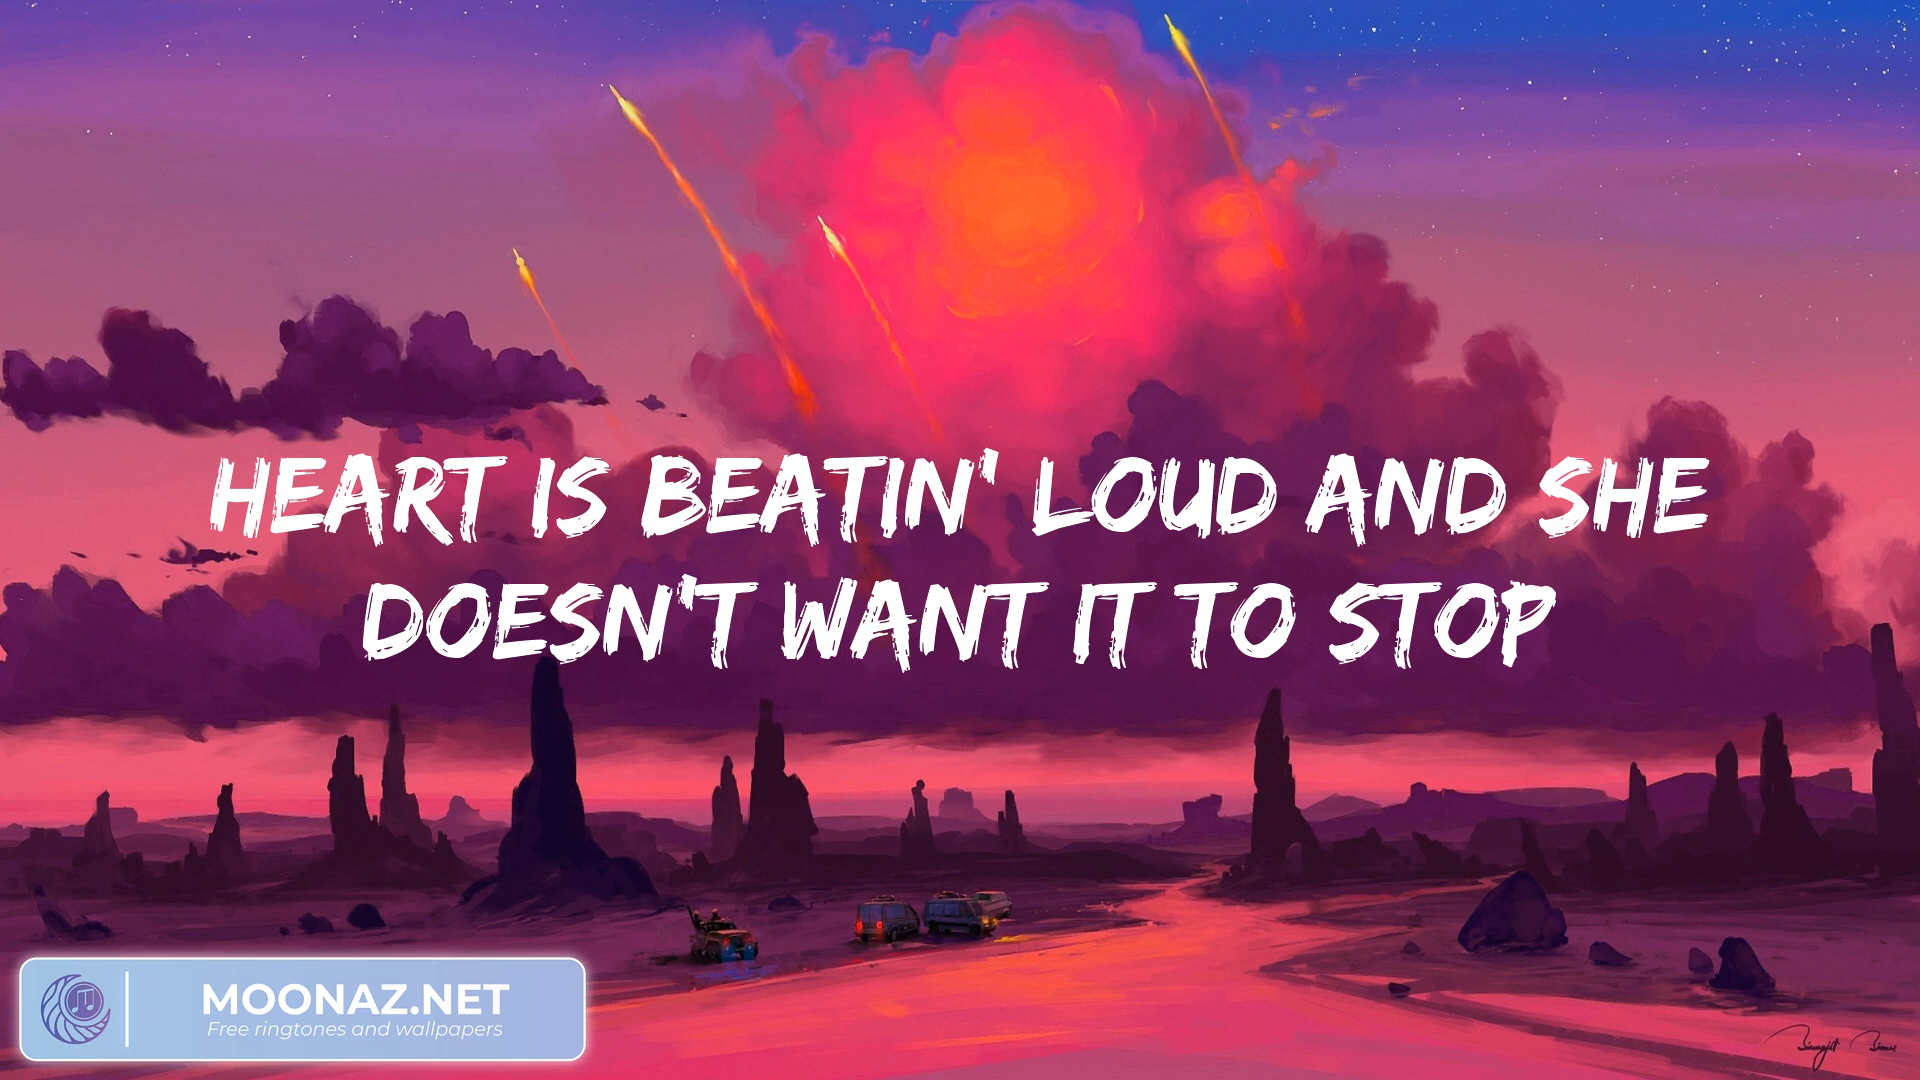 HEART IS BEATIN' LOUD AND SHE
DOESN'T WANT IT TO STOP
MOONAZ.NET
Free ringtones and wallpapers